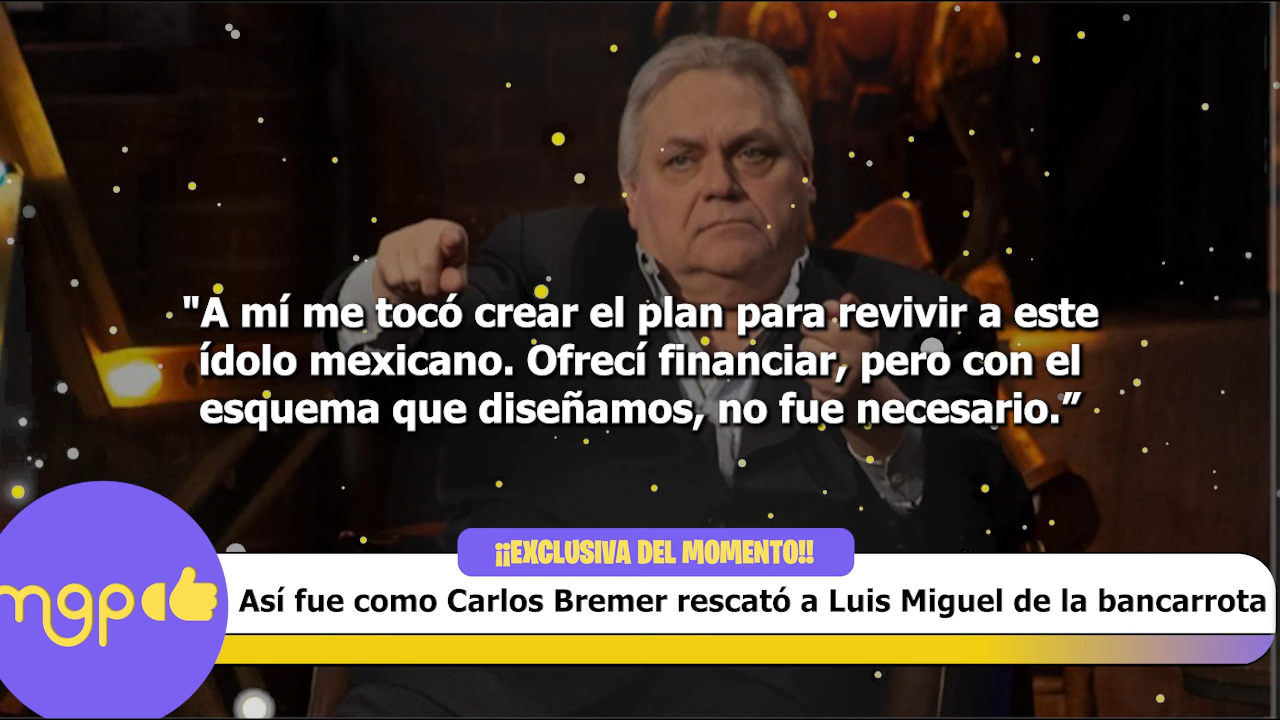 "A mí me tocó crear el plan para revivir a este
ídolo mexicano. Ofrecí financiar, pero con el
esquema que diseñamos, no fue necesario.”
¡¡EXCLUSIVA DEL MOMENTO!!
mgp
Así fue como Carlos Bremer rescató a Luis Miguel de la bancarrota